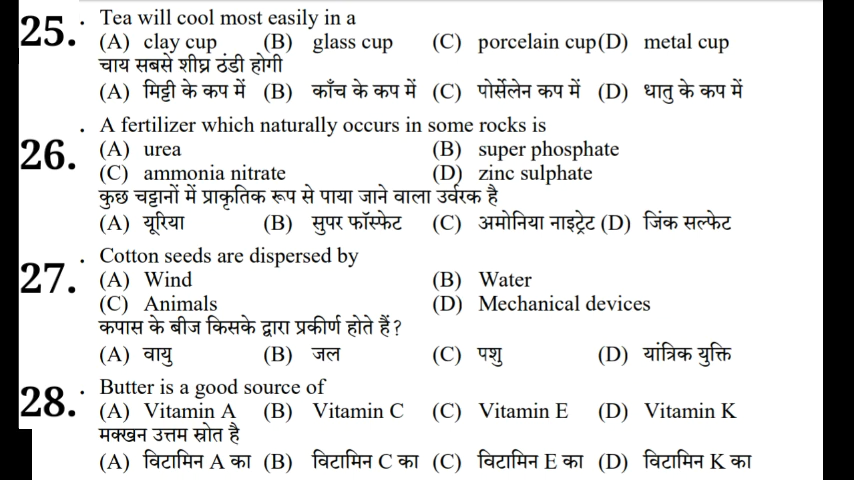 25. . Tea will cool most easily in a
(A) clay cup (B) glass cup (C) porcelain cup(D) metal cup
चाय सबसे शीघ्र ठंडी होगी
(A) मिट्टी के कप में (B) काँच के कप में (C) पोर्सेलेन कप में (D) धातु के कप में
26. . A fertilizer which naturally occurs in some rocks is
(A) urea (B) super phosphate
(C) ammonia nitrate (D) zinc sulphate
कुछ चट्टानों में प्राकृतिक रूप से पाया जाने वाला उर्वरक है
(A) यूरिया (B) सुपर फॉस्फेट (C) अमोनिया नाइट्रेट (D) जिंक सल्फेट
27. . Cotton seeds are dispersed by
(A) Wind (B) Water
(C) Animals (D) Mechanical devices
कपास के बीज किसके द्वारा प्रकीर्ण होते हैं?
(A) वायु (B) जल (C) पशु (D) यांत्रिक युक्ति
28. . Butter is a good source of
(A) Vitamin A (B) Vitamin C (C) Vitamin E (D) Vitamin K
मक्खन उत्तम स्रोत है
(A) विटामिन A का (B) विटामिन C का (C) विटामिन E का (D) विटामिन K का